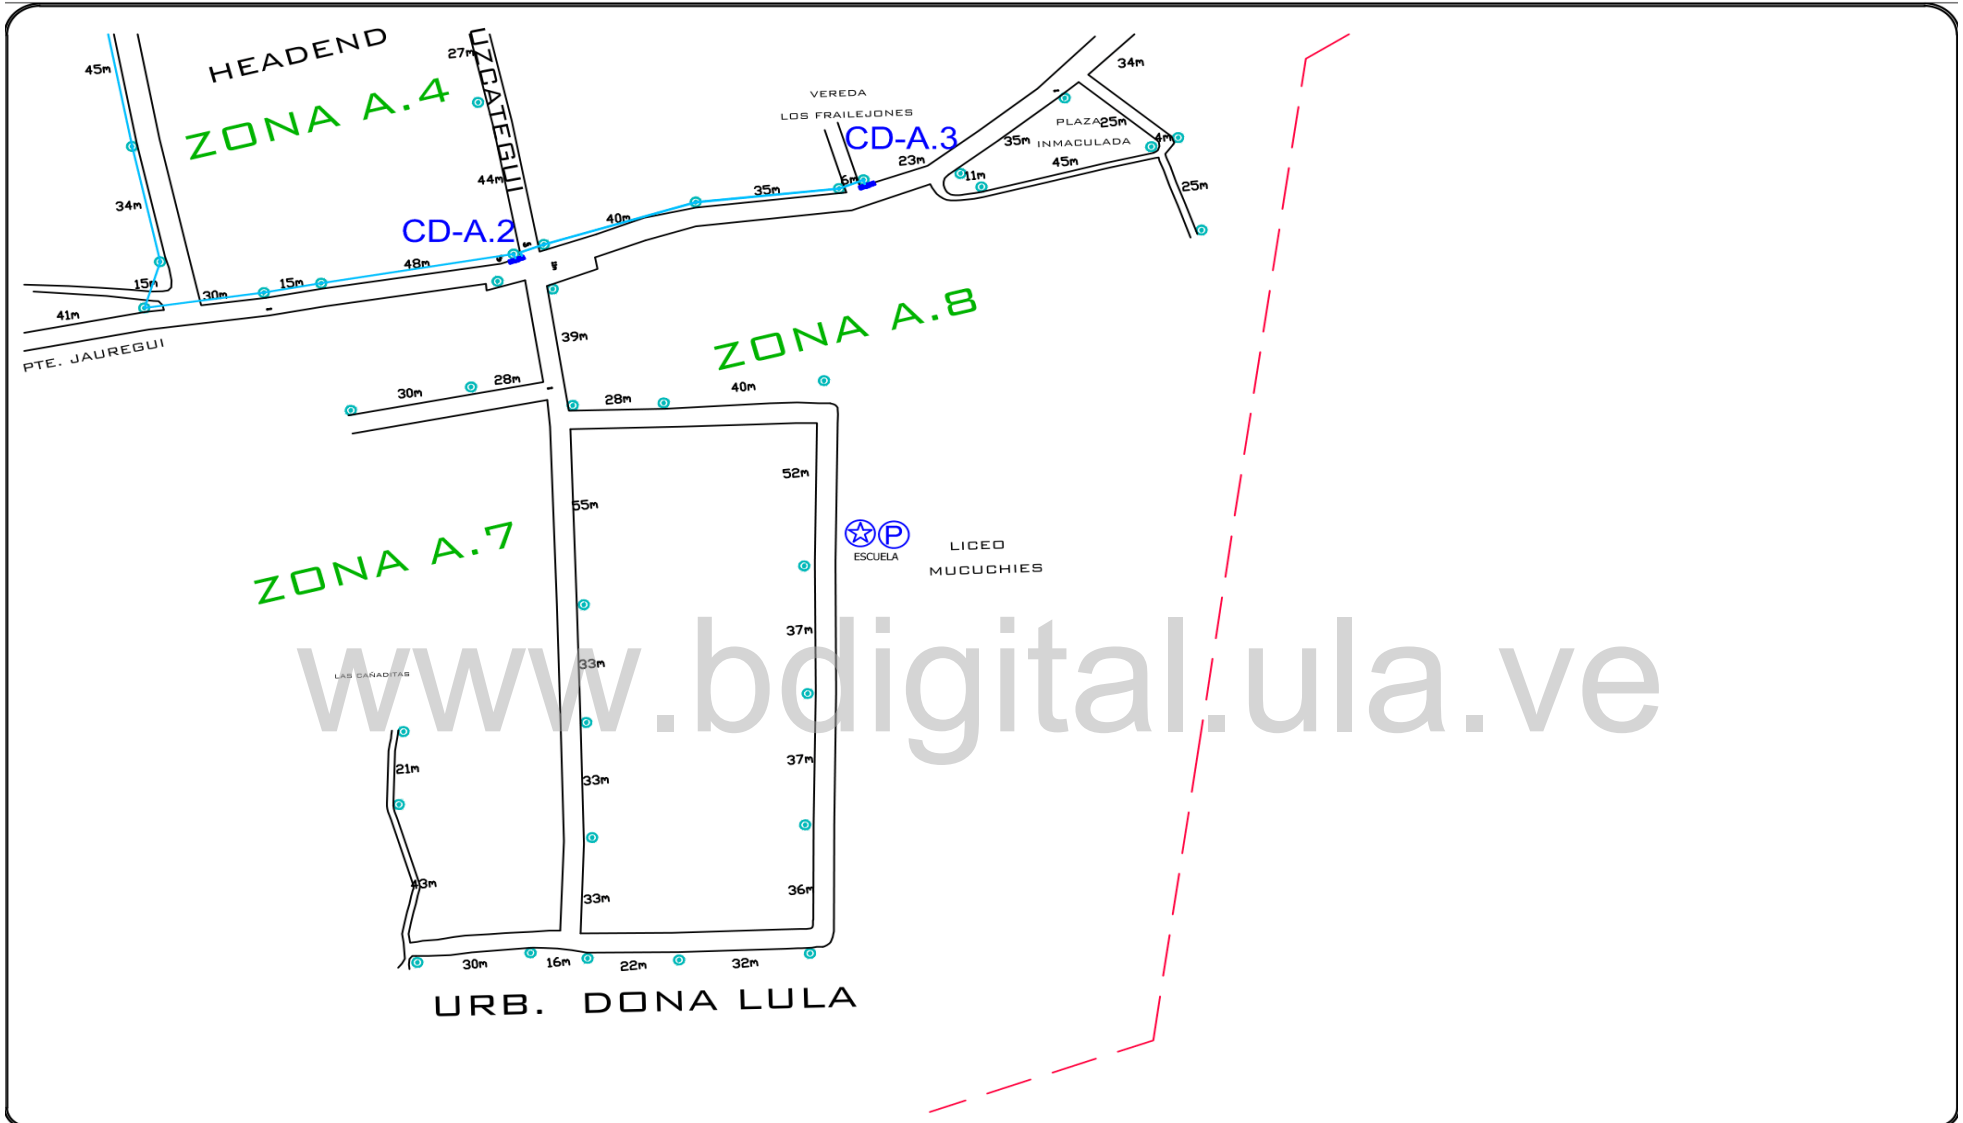 HEADEND
ZONA A.4
UZCATEGUI
45m
27m
VEREDA
LOS FRAILEJONES
CD-A.3
34m
PLAZA
25m
INMACULADA
35m
4m
45m
23m
11m
25m
6m
35m
44m
34m
40m
CD-A.2
48m
15m
15m
30m
41m
PTE. JAUREGUI
39m
ZONA A.8
30m
28m
28m
40m
52m
55m
ZONA A.7
P
ESCUELA
LICEO
MUCUCHIES
www.bdigital.ula.ve
37m
33m
LAS CAÑADITAS
21m
33m
37m
43m
33m
36m
30m
16m
22m
32m
URB. DONA LULA